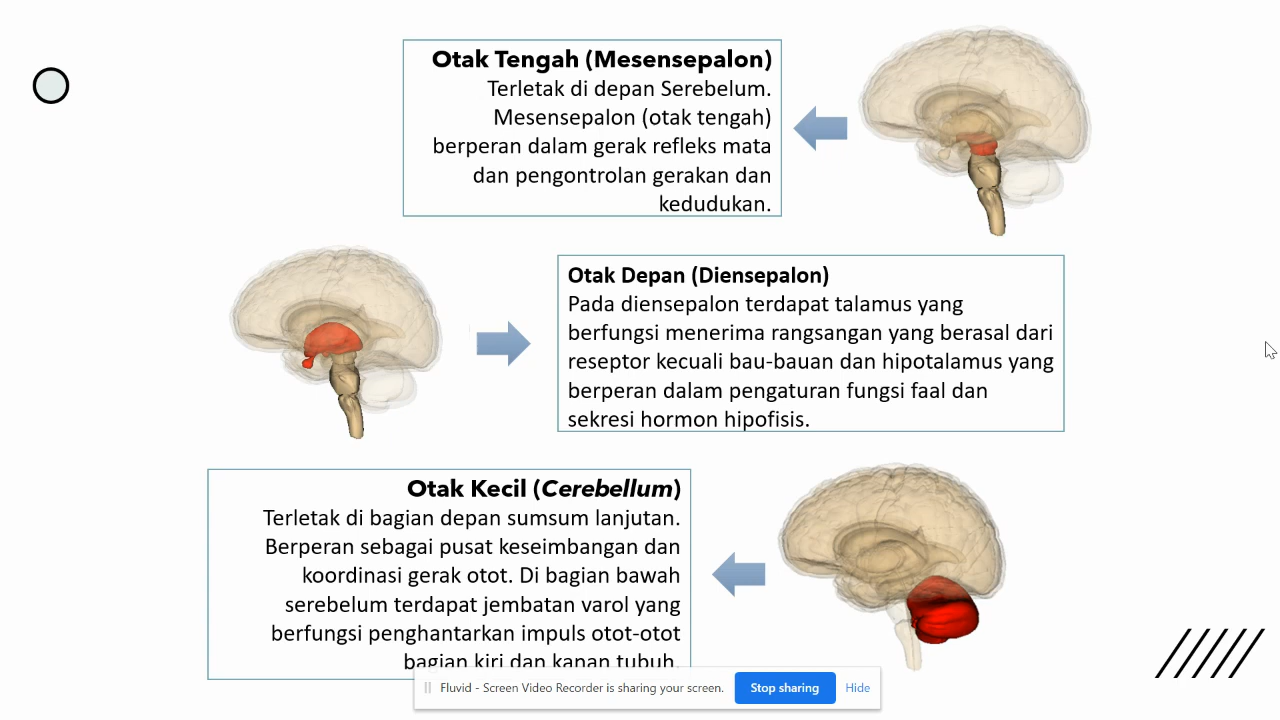 Otak Tengah (Mesensepalon)
Terletak di depan Serebelum.
Mesensepalon (otak tengah)
berperan dalam gerak refleks mata
dan pengontrolan gerakan dan
kedudukan.
Otak Depan (Diensepalon)
Pada diensepalon terdapat talamus yang
berfungsi menerima rangsangan yang berasal dari
reseptor kecuali bau-bauan dan hipotalamus yang
berperan dalam pengaturan fungsi faal dan
sekresi hormon hipofisis.
Otak Kecil (Cerebellum)
Terletak di bagian depan sumsum lanjutan.
Berperan sebagai pusat keseimbangan dan
koordinasi gerak otot. Di bagian bawah
serebelum terdapat jembatan varol yang
berfungsi penghantarkan impuls otot-otot
bagian kiri dan kanan tubuh.
Fluvid - Screen Video Recorder is sharing your screen.
Stop sharing
Hide